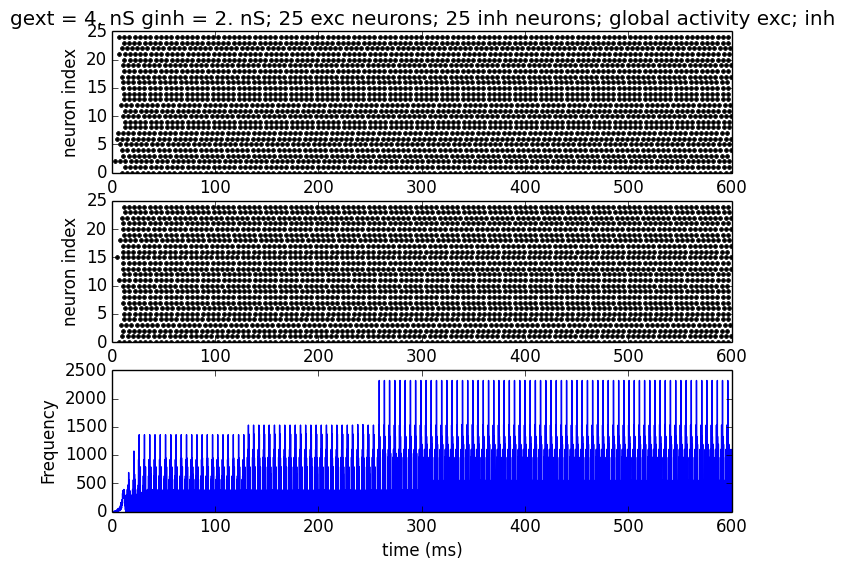 gext = 4. nS ginh = 2. nS; 25 exc neurons; 25 inh neurons; global activity exc; inh
25
20
15
10
5
0
neuron index
0 100 200 300 400 500 600
25
20
15
10
5
0
neuron index
0 100 200 300 400 500 600
2500
2000
1500
1000
500
0
Frequency
0 100 200 300 400 500 600
time (ms)